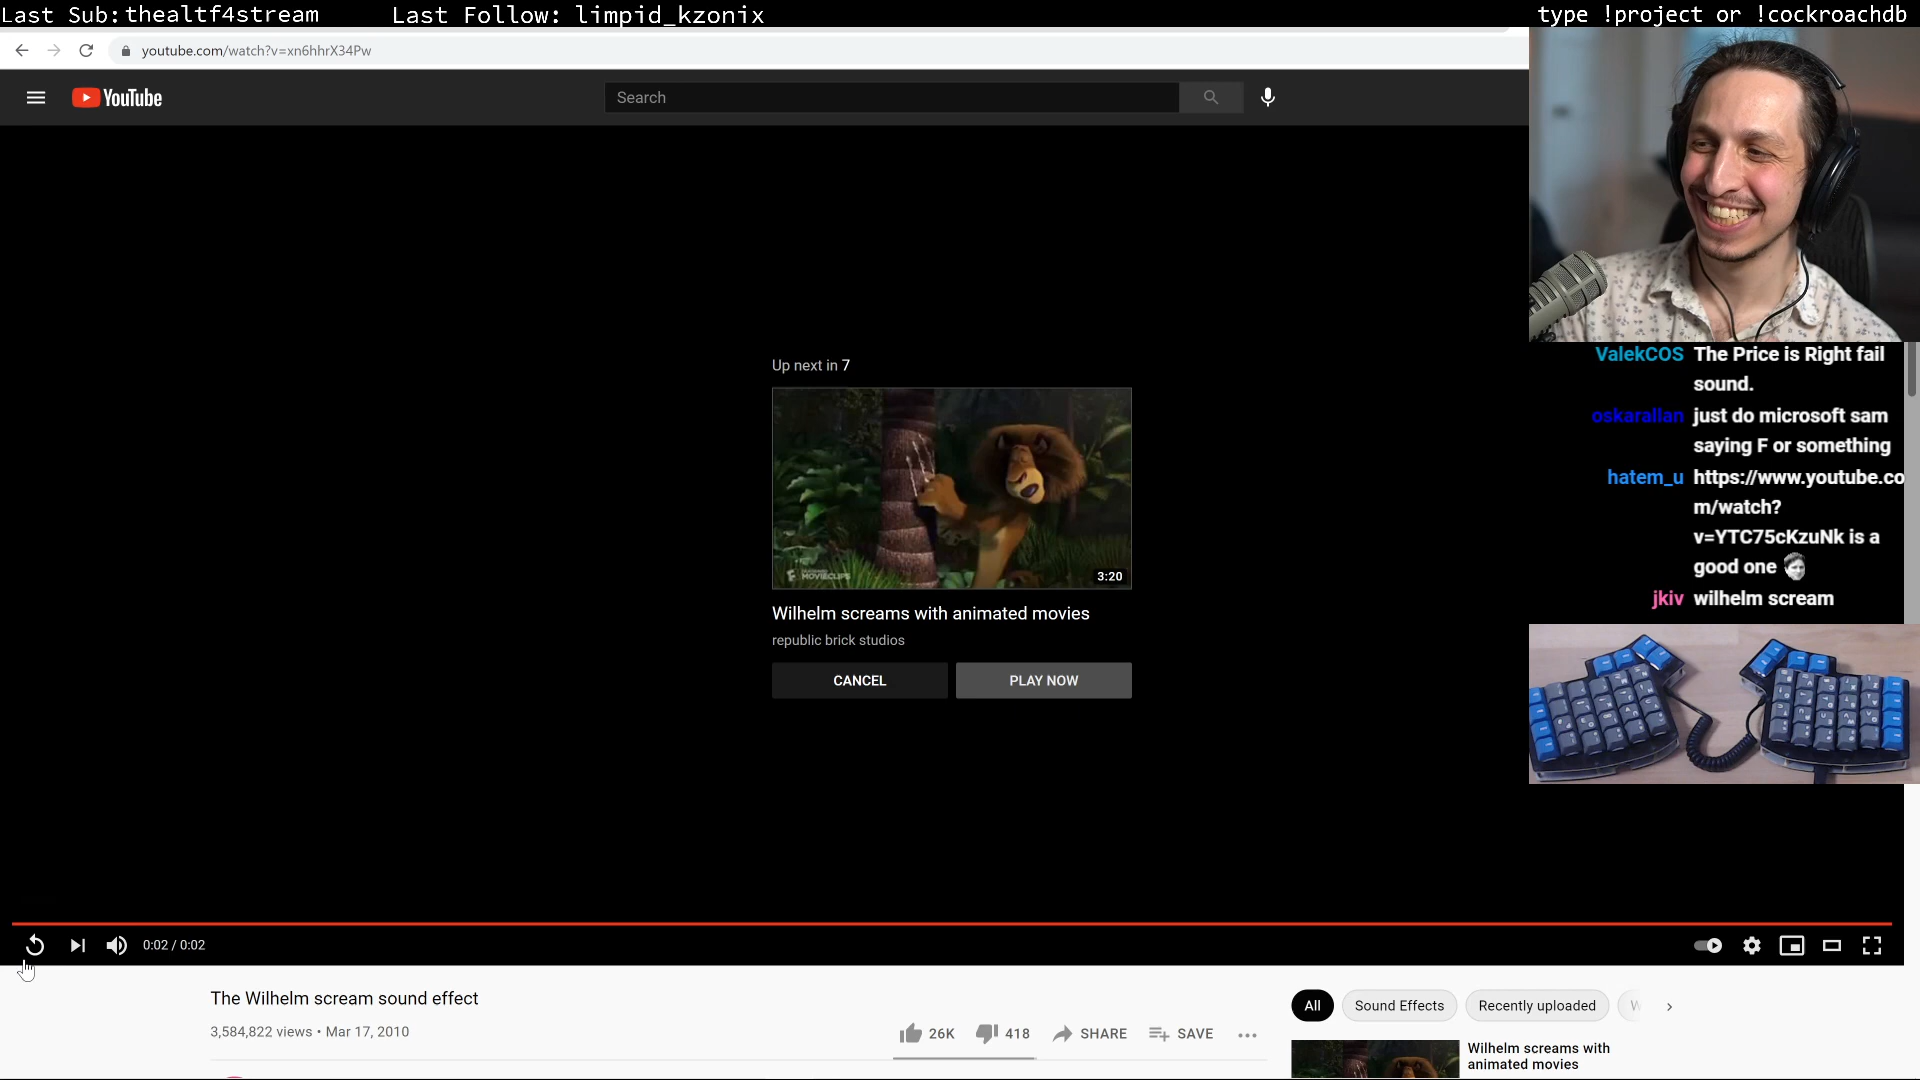 Last Sub:thealtf4stream
Last Follow: limpid_kzonix
type !project or !cockroachdb
youtube.com/watch?v=xn6hhrX34Pw
YouTube
Search
Up next in 7
MOVIECLIPS
3:20
Wilhelm screams with animated movies
republic brick studios
CANCEL
PLAY NOW
ValekCOS The Price is Right fail
sound.
oskarallan just do microsoft sam
saying F or something
hatem_u https://www.youtube.co
m/watch?
v=YTC75cKzuNk is a
good one
jkiv wilhelm scream
0:02 / 0:02
The Wilhelm scream sound effect
3,584,822 views • Mar 17, 2010
26K
418
SHARE
SAVE
All
Sound Effects
Recently uploaded
Wilhelm screams with
animated movies